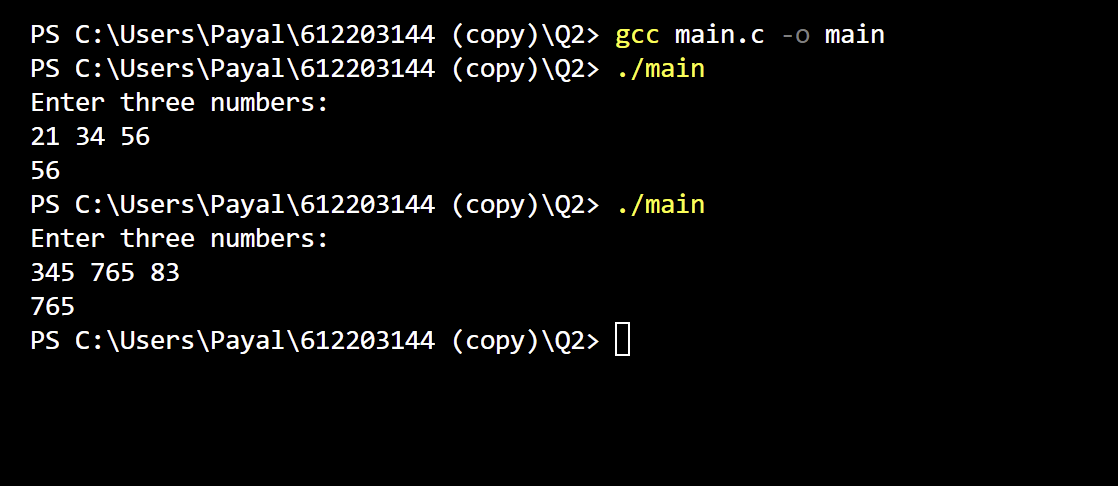 PS C:\Users\Payal\612203144 (copy)\Q2> gcc main.c -o main
PS C:\Users\Payal\612203144 (copy)\Q2> ./main
Enter three numbers:
21 34 56
56
PS C:\Users\Payal\612203144 (copy)\Q2> ./main
Enter three numbers:
345 765 83
765
PS C:\Users\Payal\612203144 (copy)\Q2>